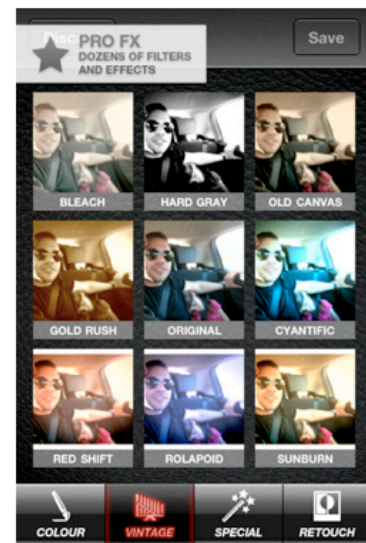 Disc
PRO FX
DOZENS OF FILTERS
AND EFFECTS
Save
BLEACH
HARD GRAY
OLD CANVAS
GOLD RUSH
ORIGINAL
CYANTIFIC
RED SHIFT
ROLAPOID
SUNBURN
COLOUR
VINTAGE
SPECIAL
RETOUCH